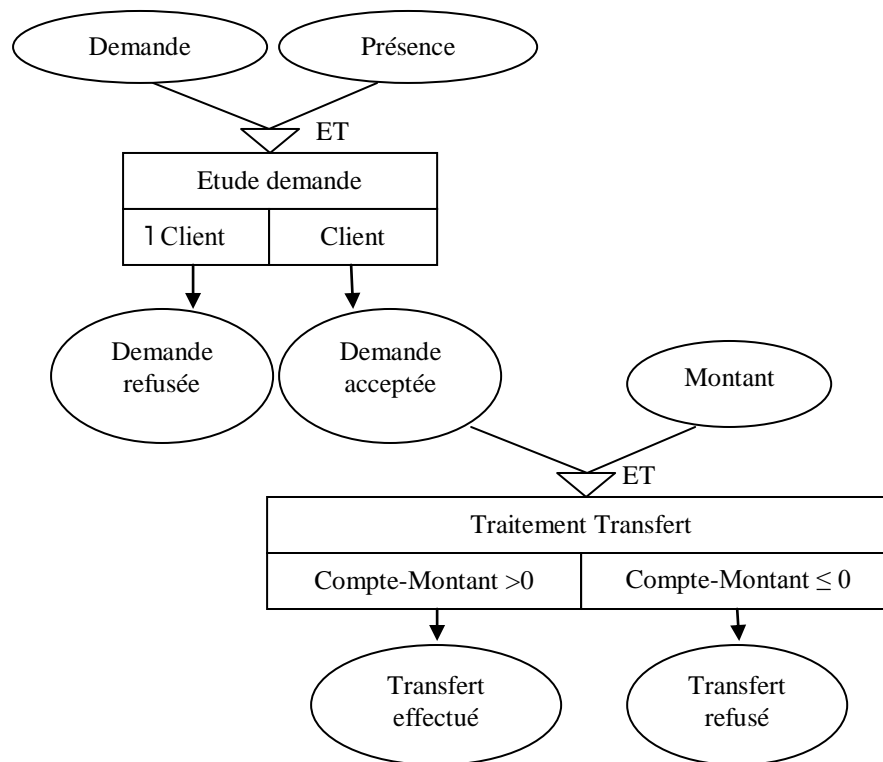 Demande
Présence
ET
Etude demande
˥ Client
Client
Demande
refusée
Demande
acceptée
Montant
ET
Traitement Transfert
Compte-Montant >0
Compte-Montant ≤ 0
Transfert
effectué
Transfert
refusé